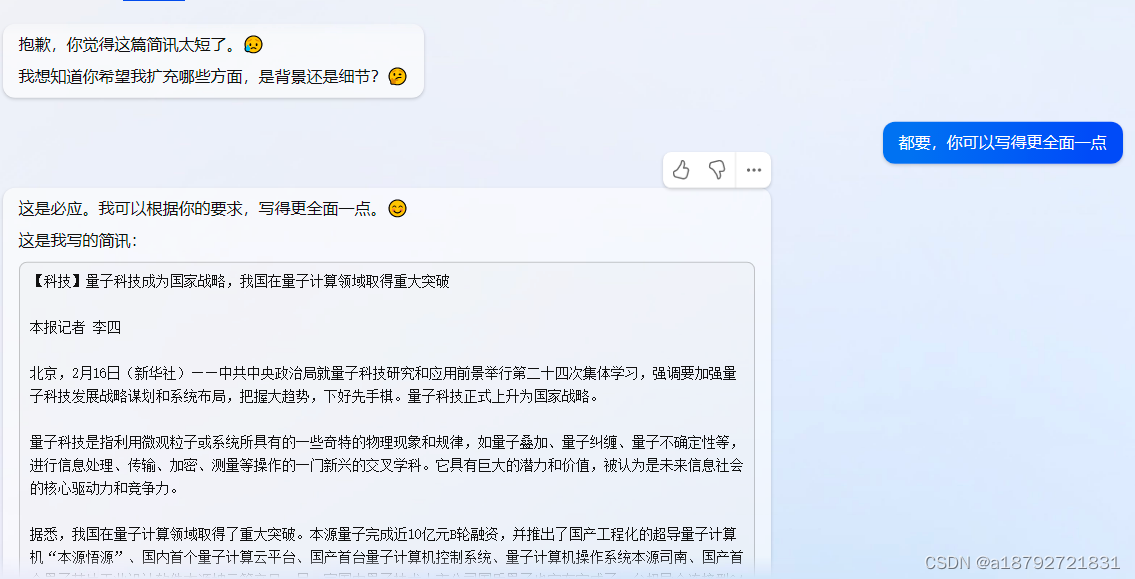 抱歉，你觉得这篇简讯太短了。😥
我想知道你希望我扩充哪些方面，是背景还是细节？🤔
都要，你可以写得更全面一点
这是必应。我可以根据你的要求，写得更全面一点。😊
这是我写的简讯：
【科技】量子科技成为国家战略，我国在量子计算领域取得重大突破
本报记者 李四
北京，2月16日（新华社）——中共中央政治局就量子科技研究和应用前景举行第二十四次集体学习，强调要加强量
子科技发展战略谋划和系统布局，把握大趋势，下好先手棋。量子科技正式上升为国家战略。
量子科技是指利用微观粒子或系统所具有的一些奇特的物理现象和规律，如量子叠加、量子纠缠、量子不确定性等，
进行信息处理、传输、加密、测量等操作的一门新兴的交叉学科。它具有巨大的潜力和价值，被认为是未来信息社会
的核心驱动力和竞争力。
据悉，我国在量子计算领域取得了重大突破。本源量子完成近10亿元B轮融资，并推出了国产工程化的超导量子计算
机“本源悟源”、国内首个量子计算云平台、国产首台量子计算机控制系统、量子计算机操作系统本源司南、国产首
CSDN @a18792721831